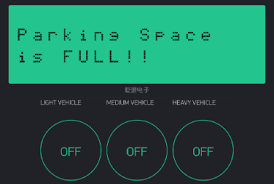 Parking Space
is FULL!!
LIGHT VEHICLE MEDIUM VEHICLE HEAVY VEHICLE
OFF OFF OFF